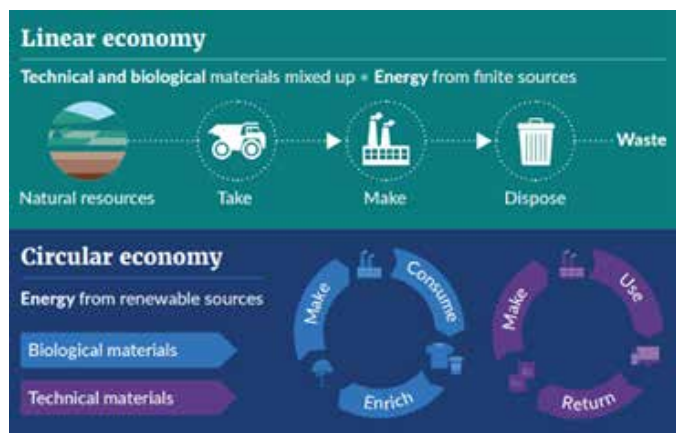 Linear economy
Technical and biological materials mixed up • Energy from finite sources
Waste
Natural resources
Take
Make
Dispose
Circular economy
Energy from renewable sources
Biological materials
Technical materials
Make
Consume
Enrich
Make
Use
Return